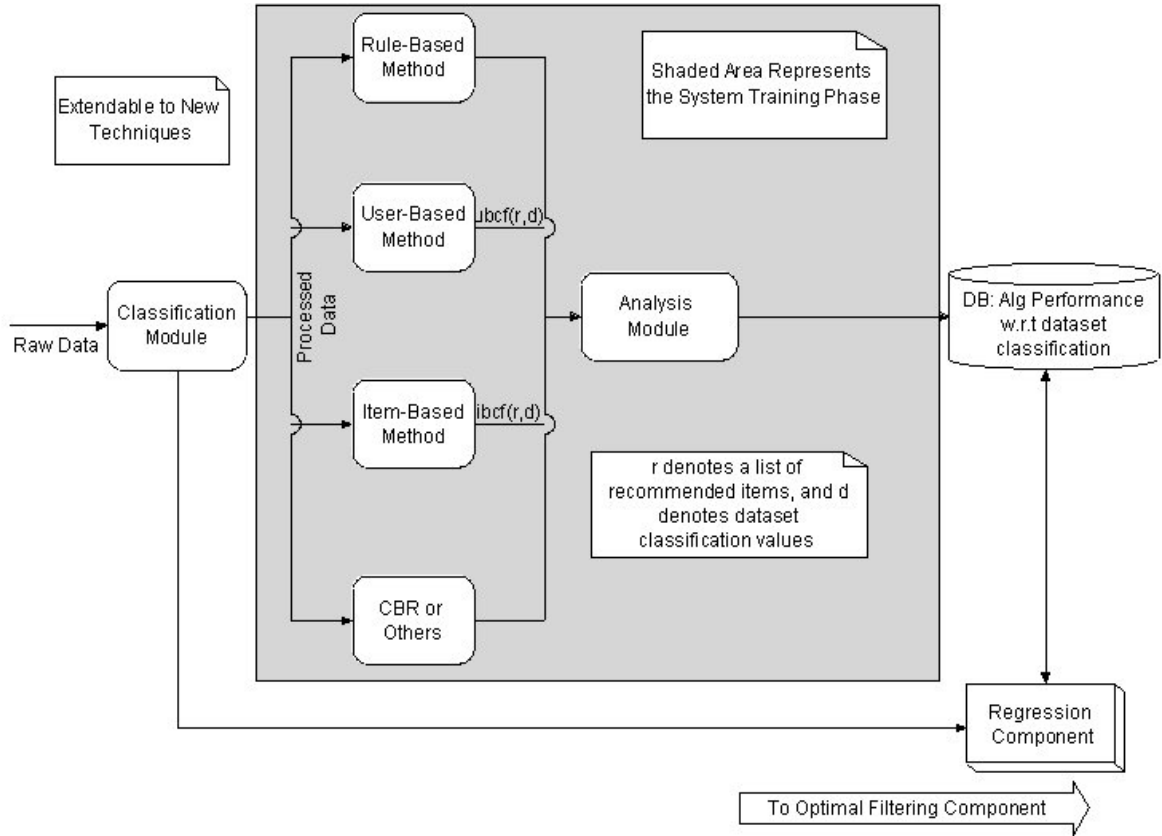 Rule-Based
Method
Shaded Area Represents
the System Training Phase
Extendable to New
Techniques
User-Based
Method
ubcf(r,d)
Processed
Data
Classification
Module
Raw Data
Analysis
Module
DB: Alg Performance
w.r.t dataset
classification
Item-Based
Method
ibcf(r,d)
r denotes a list of
recommended items, and d
denotes dataset
classification values
CBR or
Others
Regression
Component
To Optimal Filtering Component